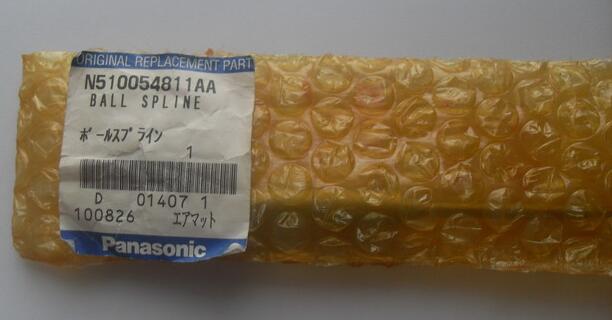 ORIGINAL REPLACEMENT PART
N510054811AA
BALL SPLINE
ボールスプライン
1
D 01407 1
100826 エアマット
Panasonic